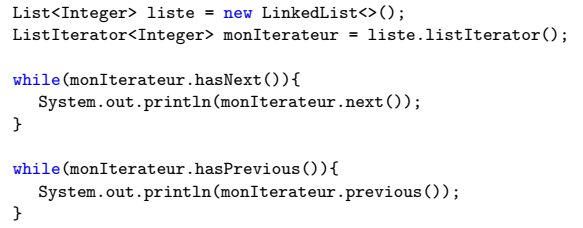 List<Integer> liste = new LinkedList<>();
ListIterator<Integer> monIterateur = liste.listIterator();

while(monIterateur.hasNext()){
   System.out.println(monIterateur.next());
}

while(monIterateur.hasPrevious()){
   System.out.println(monIterateur.previous());
}